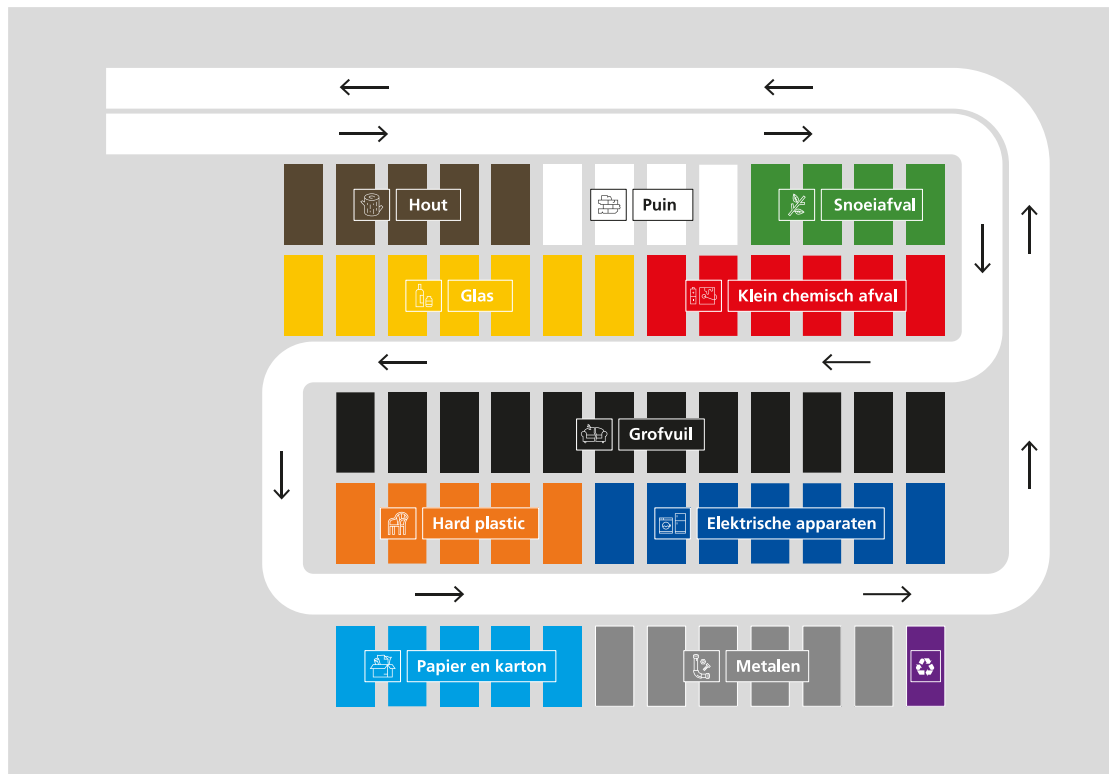 Hout
Puin
Snoeiafval
Glas
Klein chemisch afval
Grofvuil
Hard plastic
Elektrische apparaten
Papier en karton
Metalen